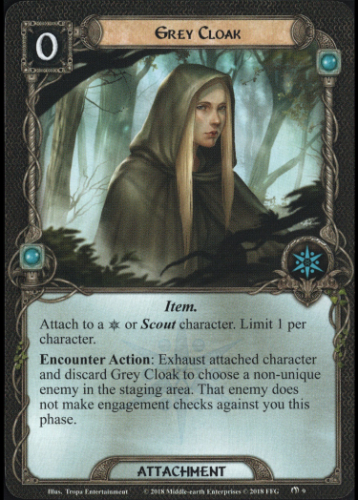 0
GREY CLOAK
Item.
Attach to a or Scout character. Limit 1 per
character.
Encounter Action: Exhaust attached character
and discard Grey Cloak to choose a non-unique
enemy in the staging area. That enemy does
not make engagement checks against you this
phase.
Illus. Tropa Entertainment © 2018 Middle-earth Enterprises © 2018 FFG 9
ATTACHMENT